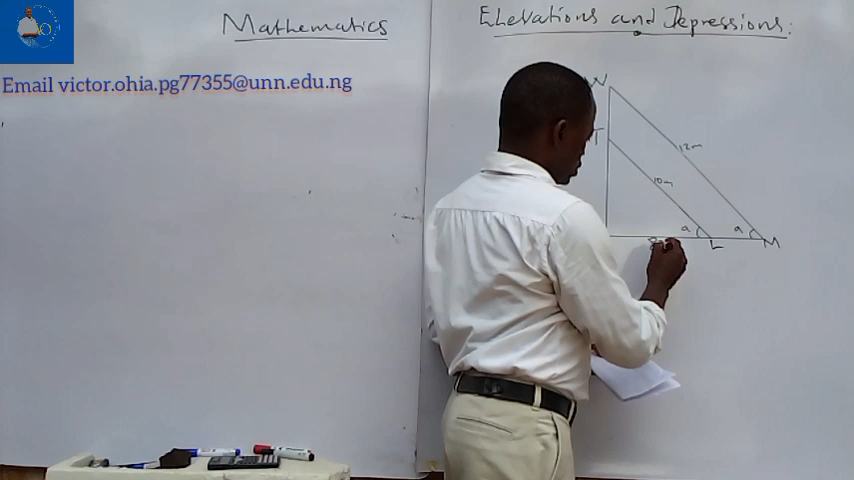 Mathematics
Elevations and Depressions:
Email victor.ohia.pg77355@unn.edu.ng
N
T
12m
10m
a
a
L
M